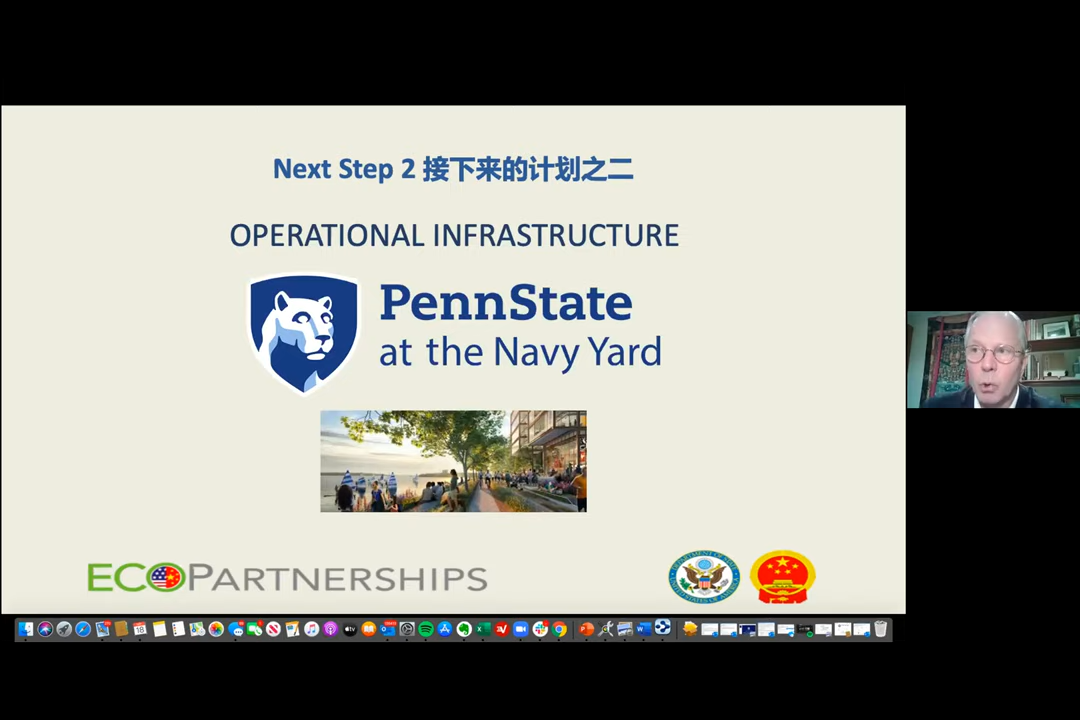 Next Step 2 接下来的计划之二
OPERATIONAL INFRASTRUCTURE
PennState
at the Navy Yard
ECOPARTNERSHIPS